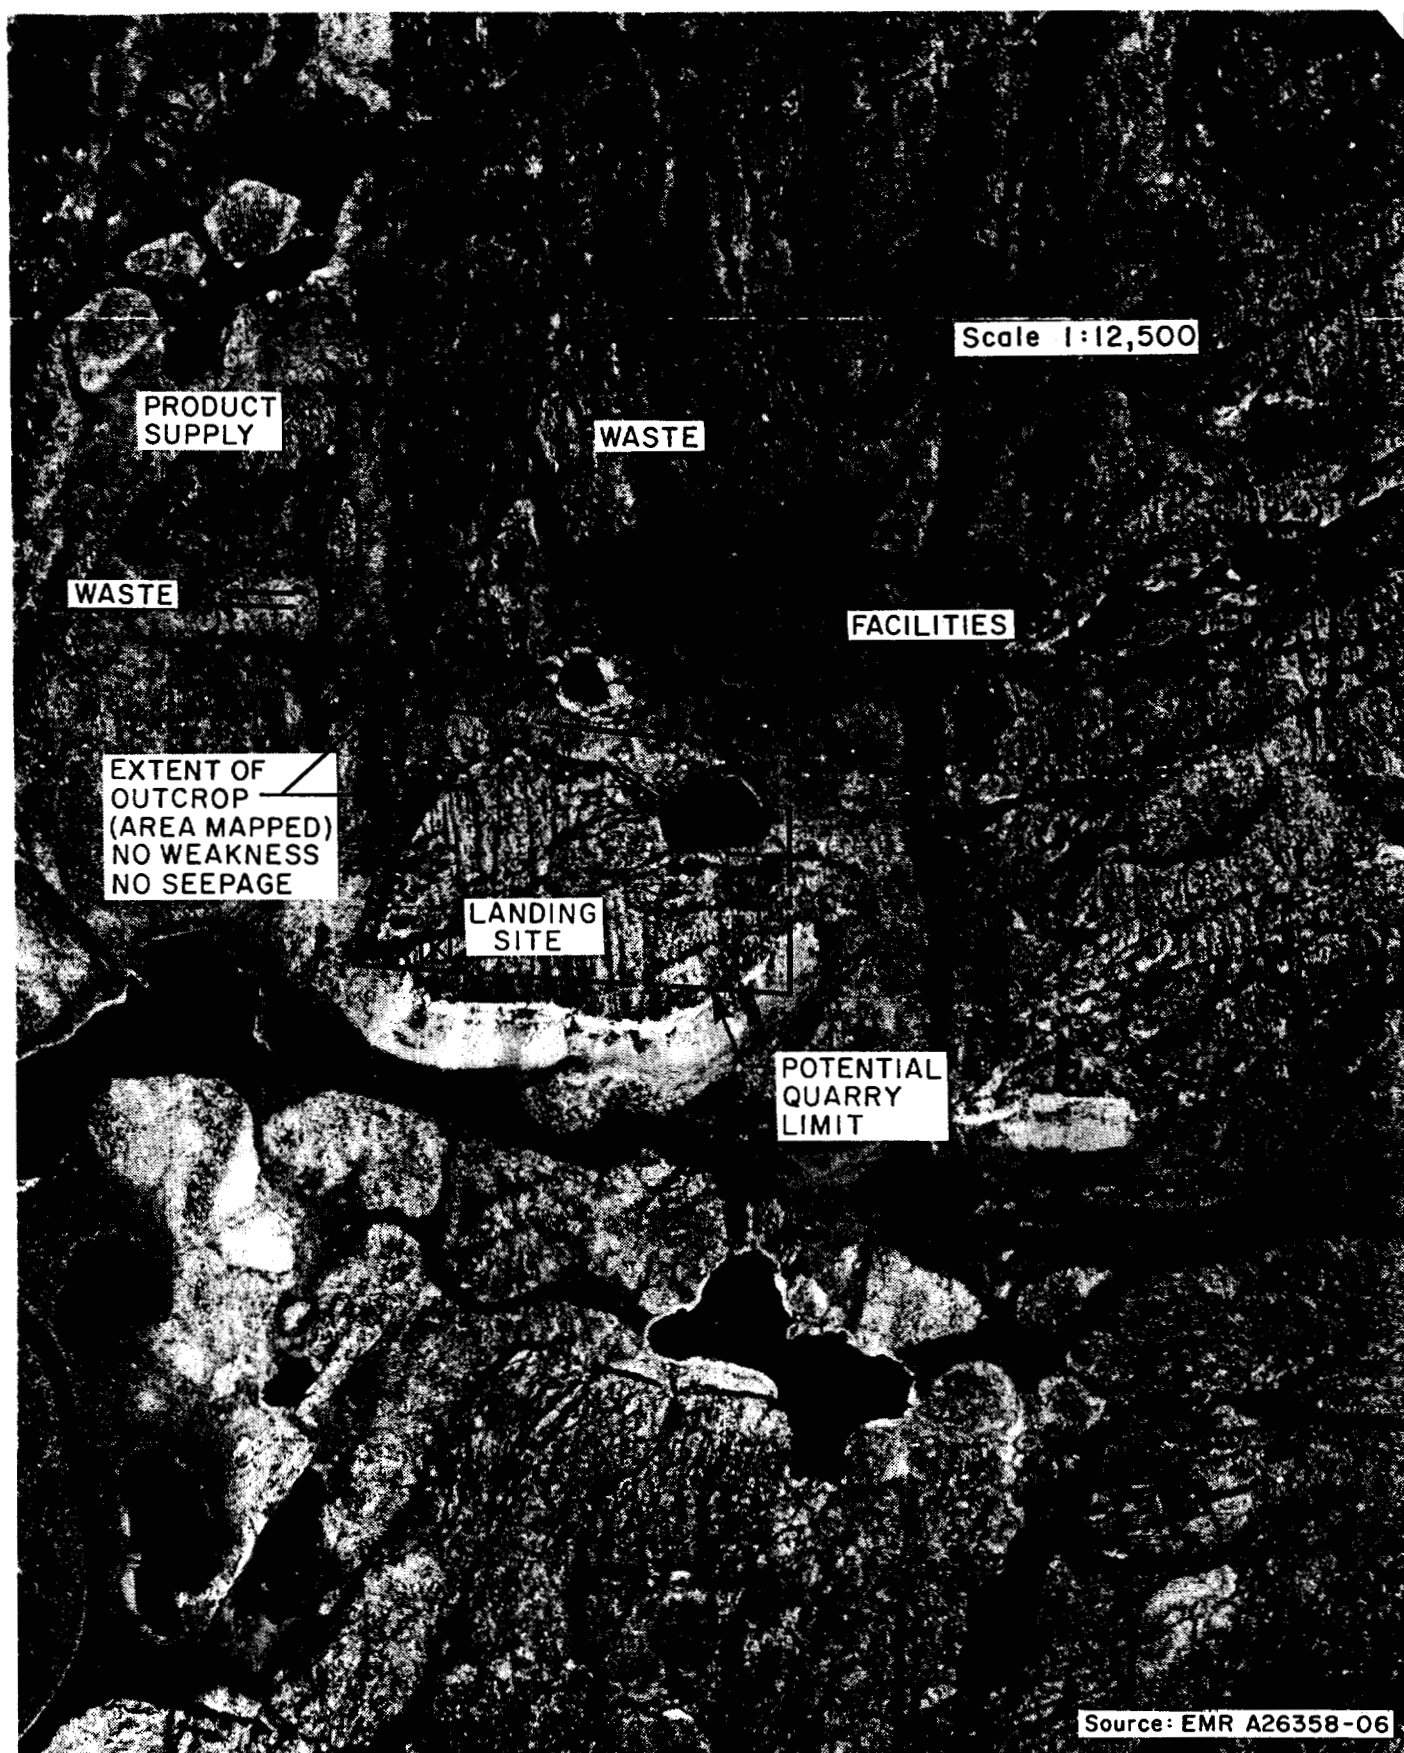 Scale 1:12,500
PRODUCT
SUPPLY
WASTE
WASTE
FACILITIES
EXTENT OF
OUTCROP
(AREA MAPPED)
NO WEAKNESS
NO SEEPAGE
LANDING
SITE
POTENTIAL
QUARRY
LIMIT
Source: EMR A26358-06